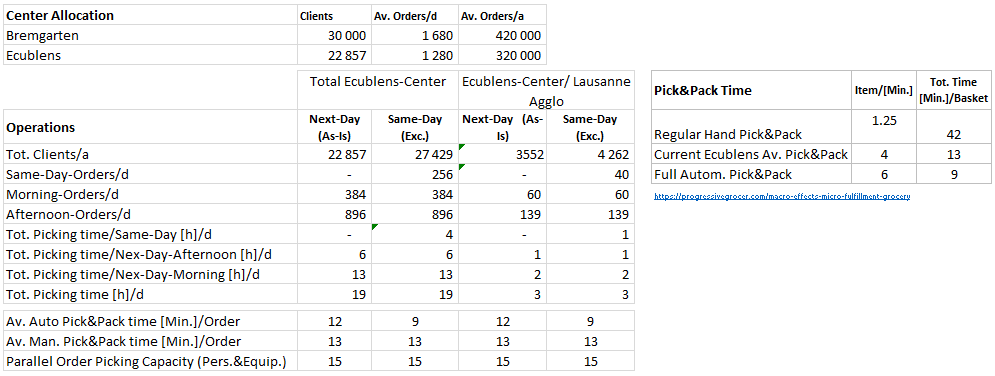 Center Allocation Clients Av. Orders/d Av. Orders/a
Bremgarten 30 000 1 680 420 000
Ecublens 22 857 1 280 320 000
Total Ecublens-Center Ecublens-Center/ Lausanne Agglo
Operations Next-Day (As-Is) Same-Day (Exc.) Next-Day (As-Is) Same-Day (Exc.)
Tot. Clients/a 22 857 27 429 3552 4 262
Same-Day-Orders/d - 256 - 40
Morning-Orders/d 384 384 60 60
Afternoon-Orders/d 896 896 139 139
Tot. Picking time/Same-Day [h]/d - 4 - 1
Tot. Picking time/Nex-Day-Afternoon [h]/d 6 6 1 1
Tot. Picking time/Nex-Day-Morning [h]/d 13 13 2 2
Tot. Picking time [h]/d 19 19 3 3
Av. Auto Pick&Pack time [Min.]/Order 12 9 12 9
Av. Man. Pick&Pack time [Min.]/Order 13 13 13 13
Parallel Order Picking Capacity (Pers.&Equip.) 15 15 15 15
Pick&Pack Time Item/[Min.] Tot. Time [Min.]/Basket
Regular Hand Pick&Pack 1.25 42
Current Ecublens Av. Pick&Pack 4 13
Full Autom. Pick&Pack 6 9
https://progressivegrocer.com/macro-effects-micro-fulfillment-grocery